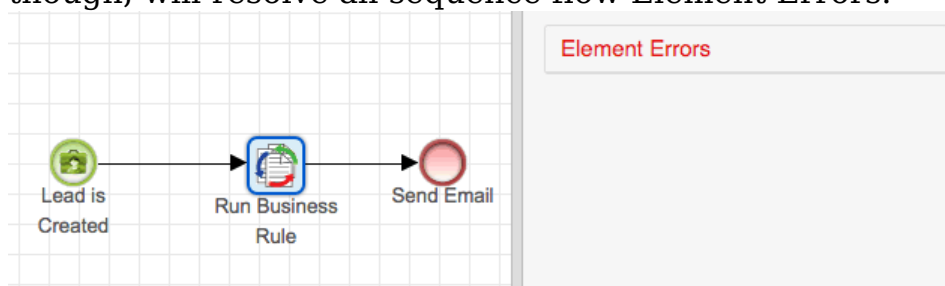 though, will resolve all sequence flow Element Errors.
Element Errors
Lead is
Created
Run Business
Rule
Send Email